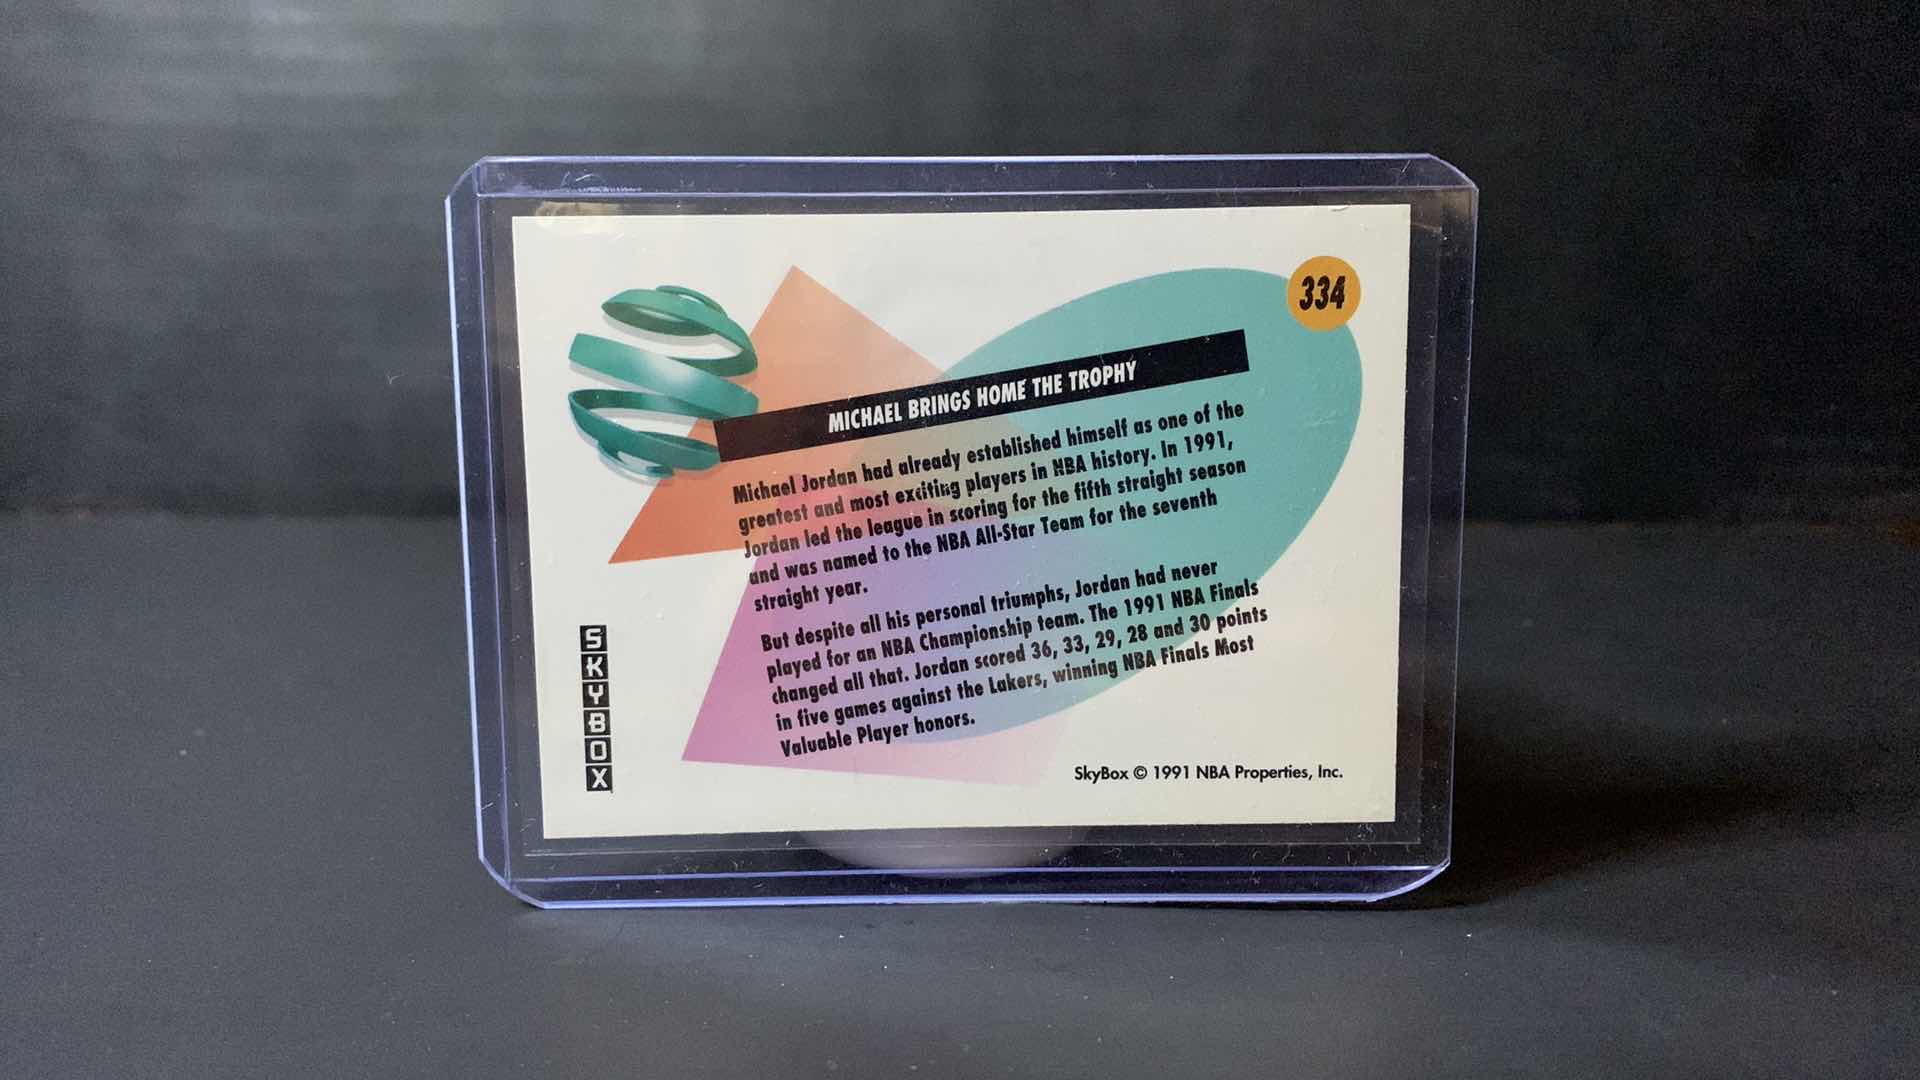 334
MICHAEL BRINGS HOME THE TROPHY
Michael Jordan had already established himself as one of the
greatest and most exciting players in NBA history. In 1991,
Jordan led the league in scoring for the fifth straight season
and was named to the NBA All-Star Team for the seventh
straight year.
But despite all his personal triumphs, Jordan had never
played for an NBA Championship team. The 1991 NBA Finals
changed all that. Jordan scored 36, 33, 29, 28 and 30 points
in five games against the Lakers, winning NBA Finals Most
Valuable Player honors.
SKYBOX
SkyBox © 1991 NBA Properties, Inc.